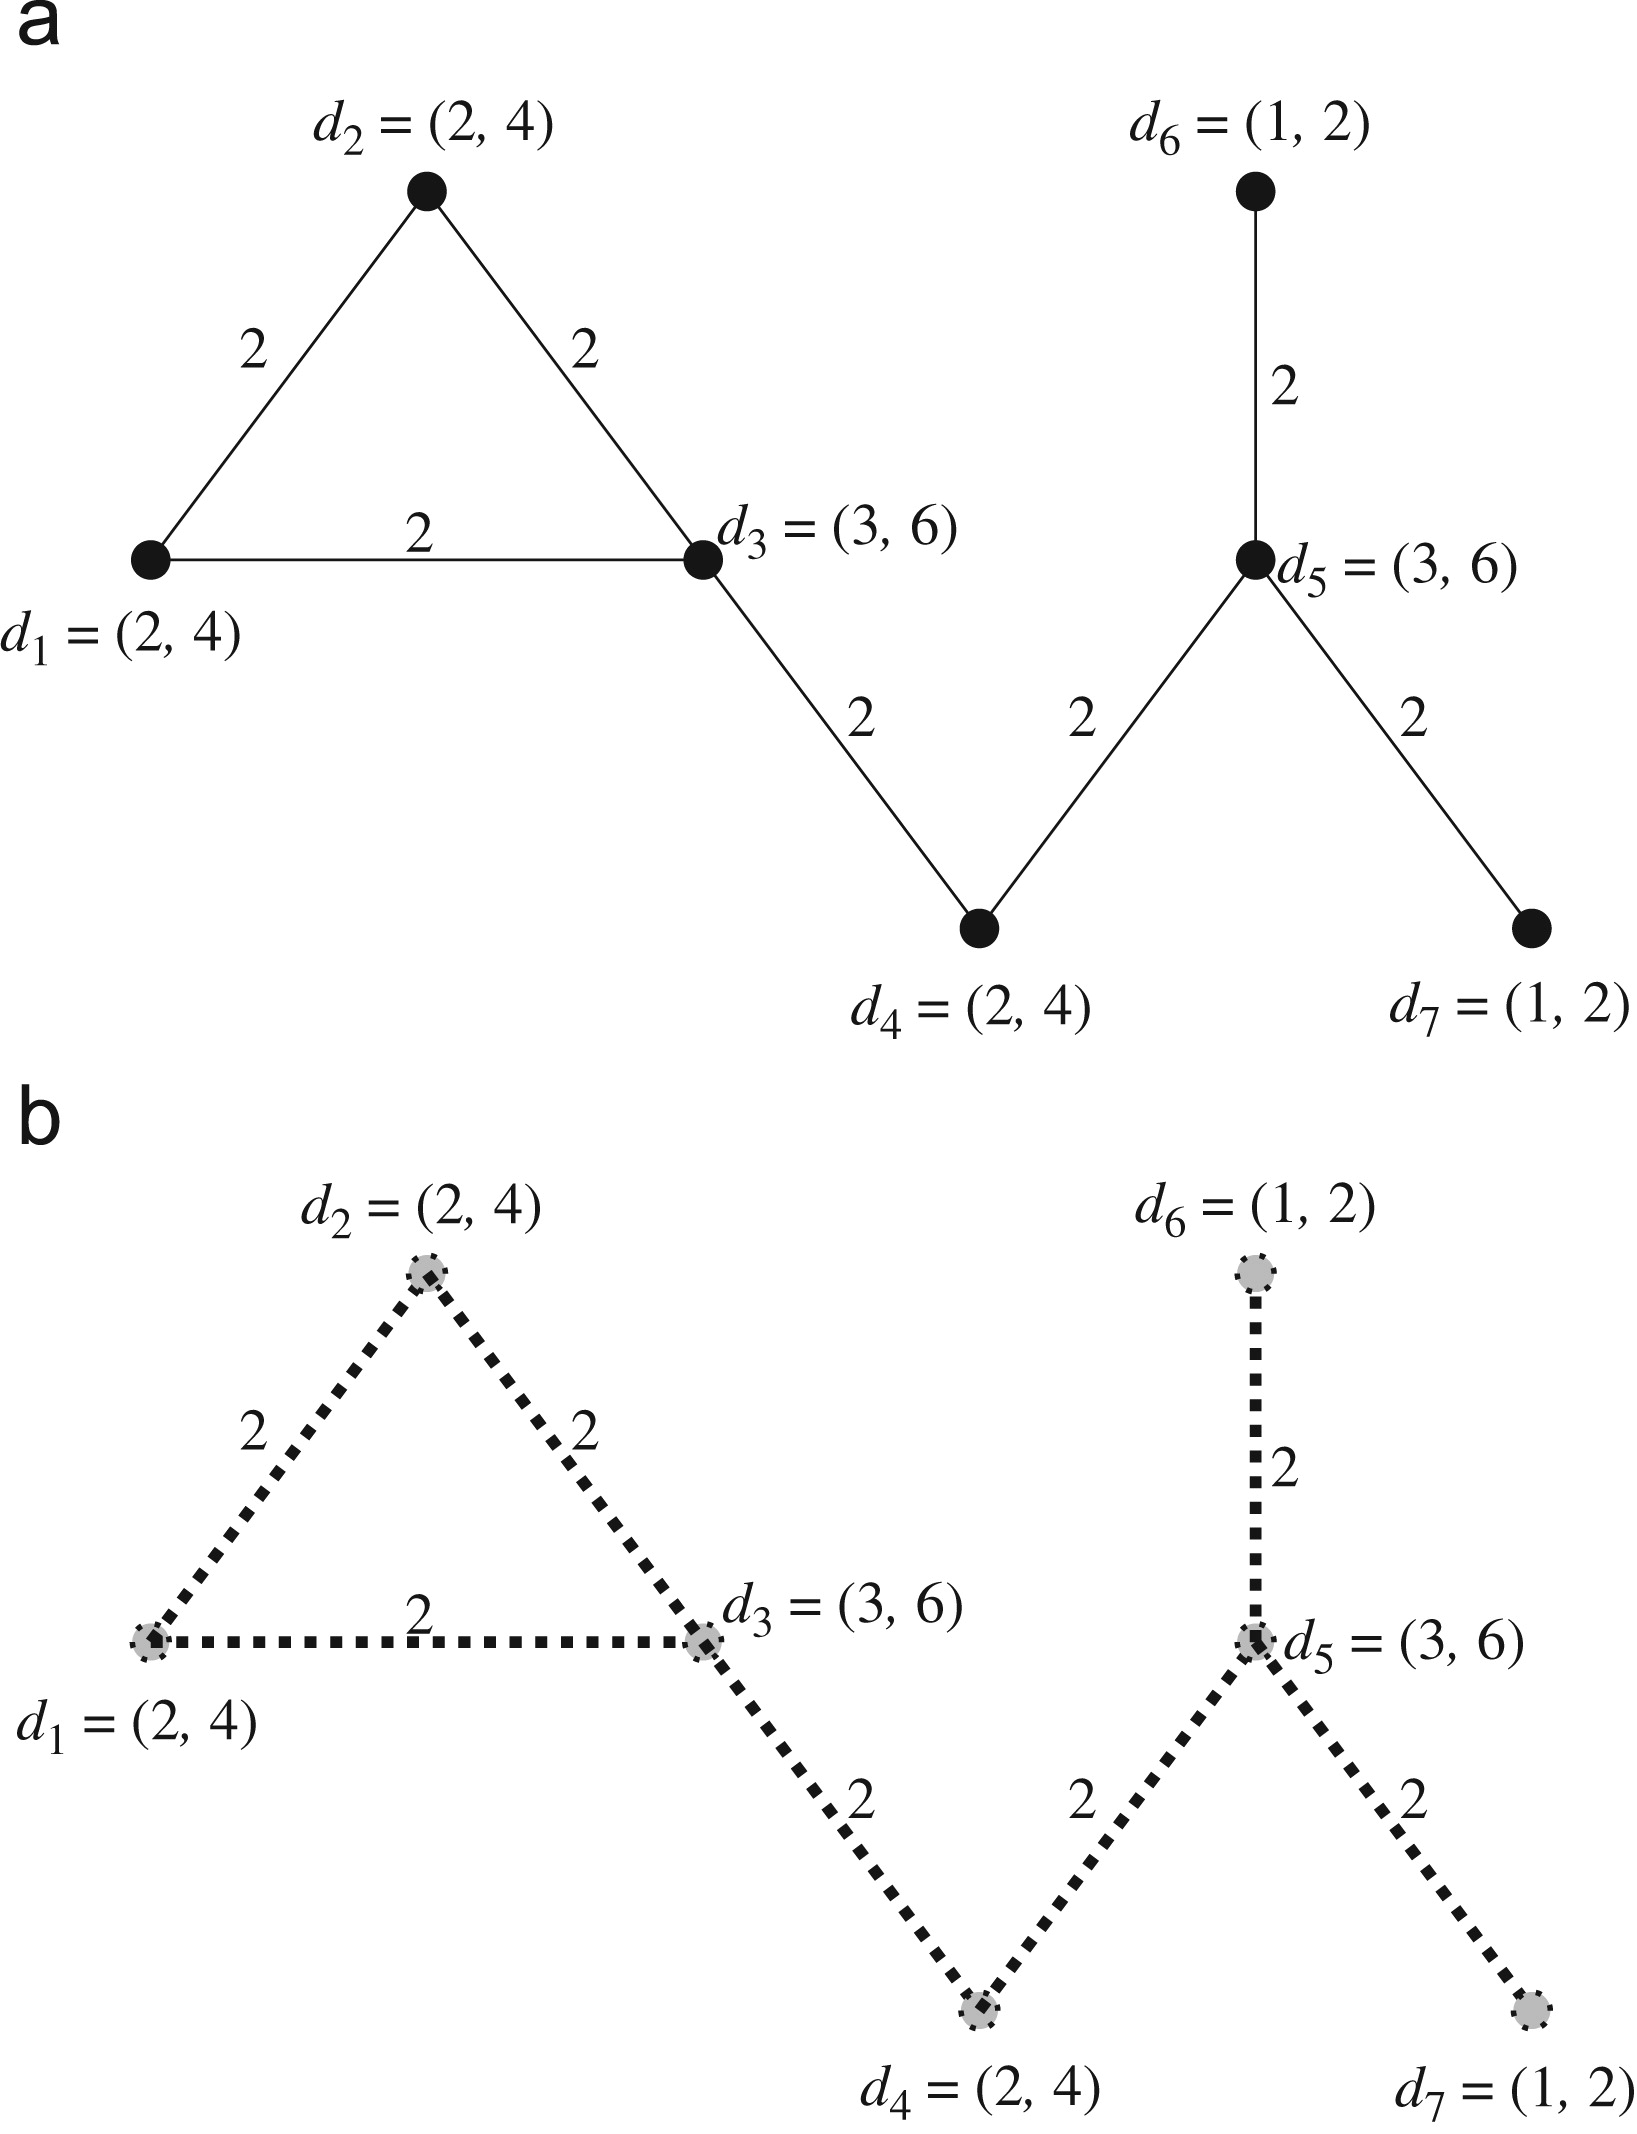 a
d2 = (2, 4)
d6 = (1, 2)
2
2
2
2
d3 = (3, 6)
d5 = (3, 6)
d1 = (2, 4)
2
2
2
d4 = (2, 4)
d7 = (1, 2)
b
d2 = (2, 4)
d6 = (1, 2)
2
2
2
2
d3 = (3, 6)
d5 = (3, 6)
d1 = (2, 4)
2
2
2
d4 = (2, 4)
d7 = (1, 2)